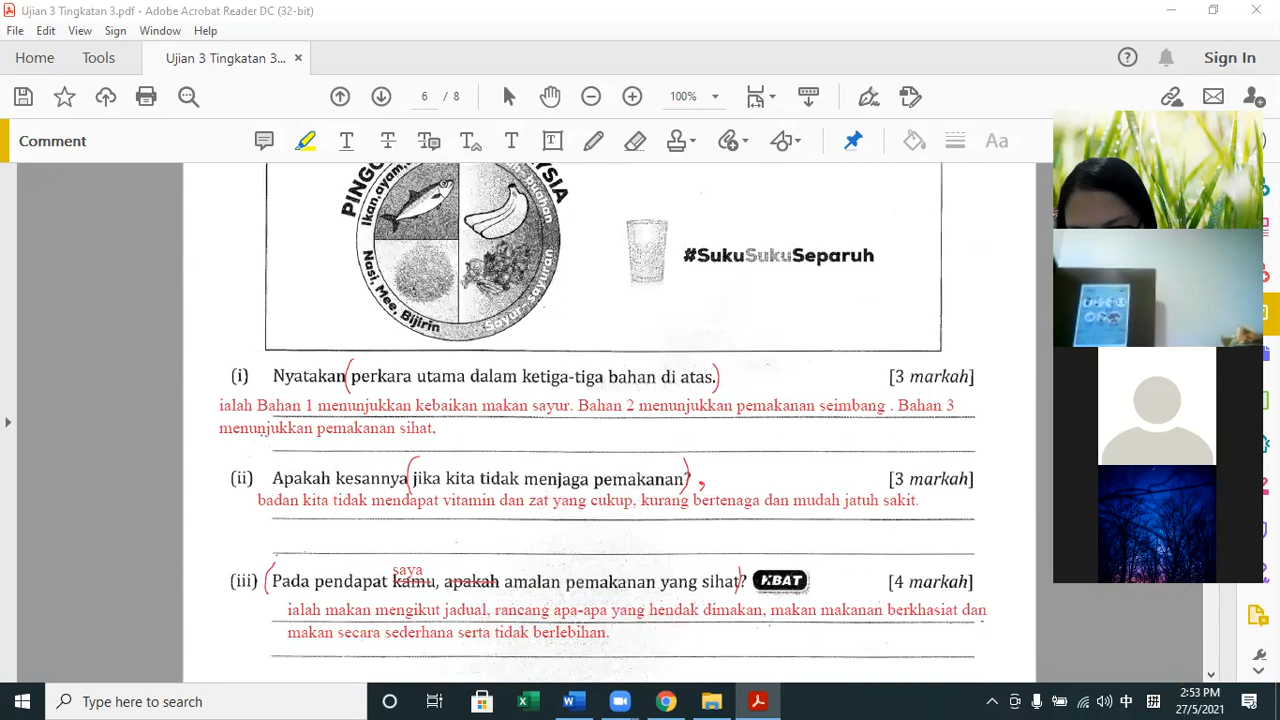 Ujian 3 Tingkatan 3.pdf - Adobe Acrobat Reader DC (32-bit)
File Edit View Sign Window Help
Home Tools Ujian 3 Tingkatan 3... × Sign In
6 / 8 100%
Comment
Aa
ikan, ayam,
buahan
Nasi, Mee, Bijirin
Sayur-sayuran
#SukuSukuSeparuh
(i) Nyatakan (perkara utama dalam ketiga-tiga bahan di atas.) [3 markah]
ialah Bahan 1 menunjukkan kebaikan makan sayur. Bahan 2 menunjukkan pemakanan seimbang . Bahan 3
menunjukkan pemakanan sihat,
(ii) Apakah kesannya (jika kita tidak menjaga pemakanan?) , [3 markah]
badan kita tidak mendapat vitamin dan zat yang cukup, kurang bertenaga dan mudah jatuh sakit.
saya
(iii) (Pada pendapat kamu, apakah amalan pemakanan yang sihat)? KBAT [4 markah]
ialah makan mengikut jadual, rancang apa-apa yang hendak dimakan, makan makanan berkhasiat dan
makan secara sederhana serta tidak berlebihan.
Type here to search
中
拼
2:53 PM
27/5/2021